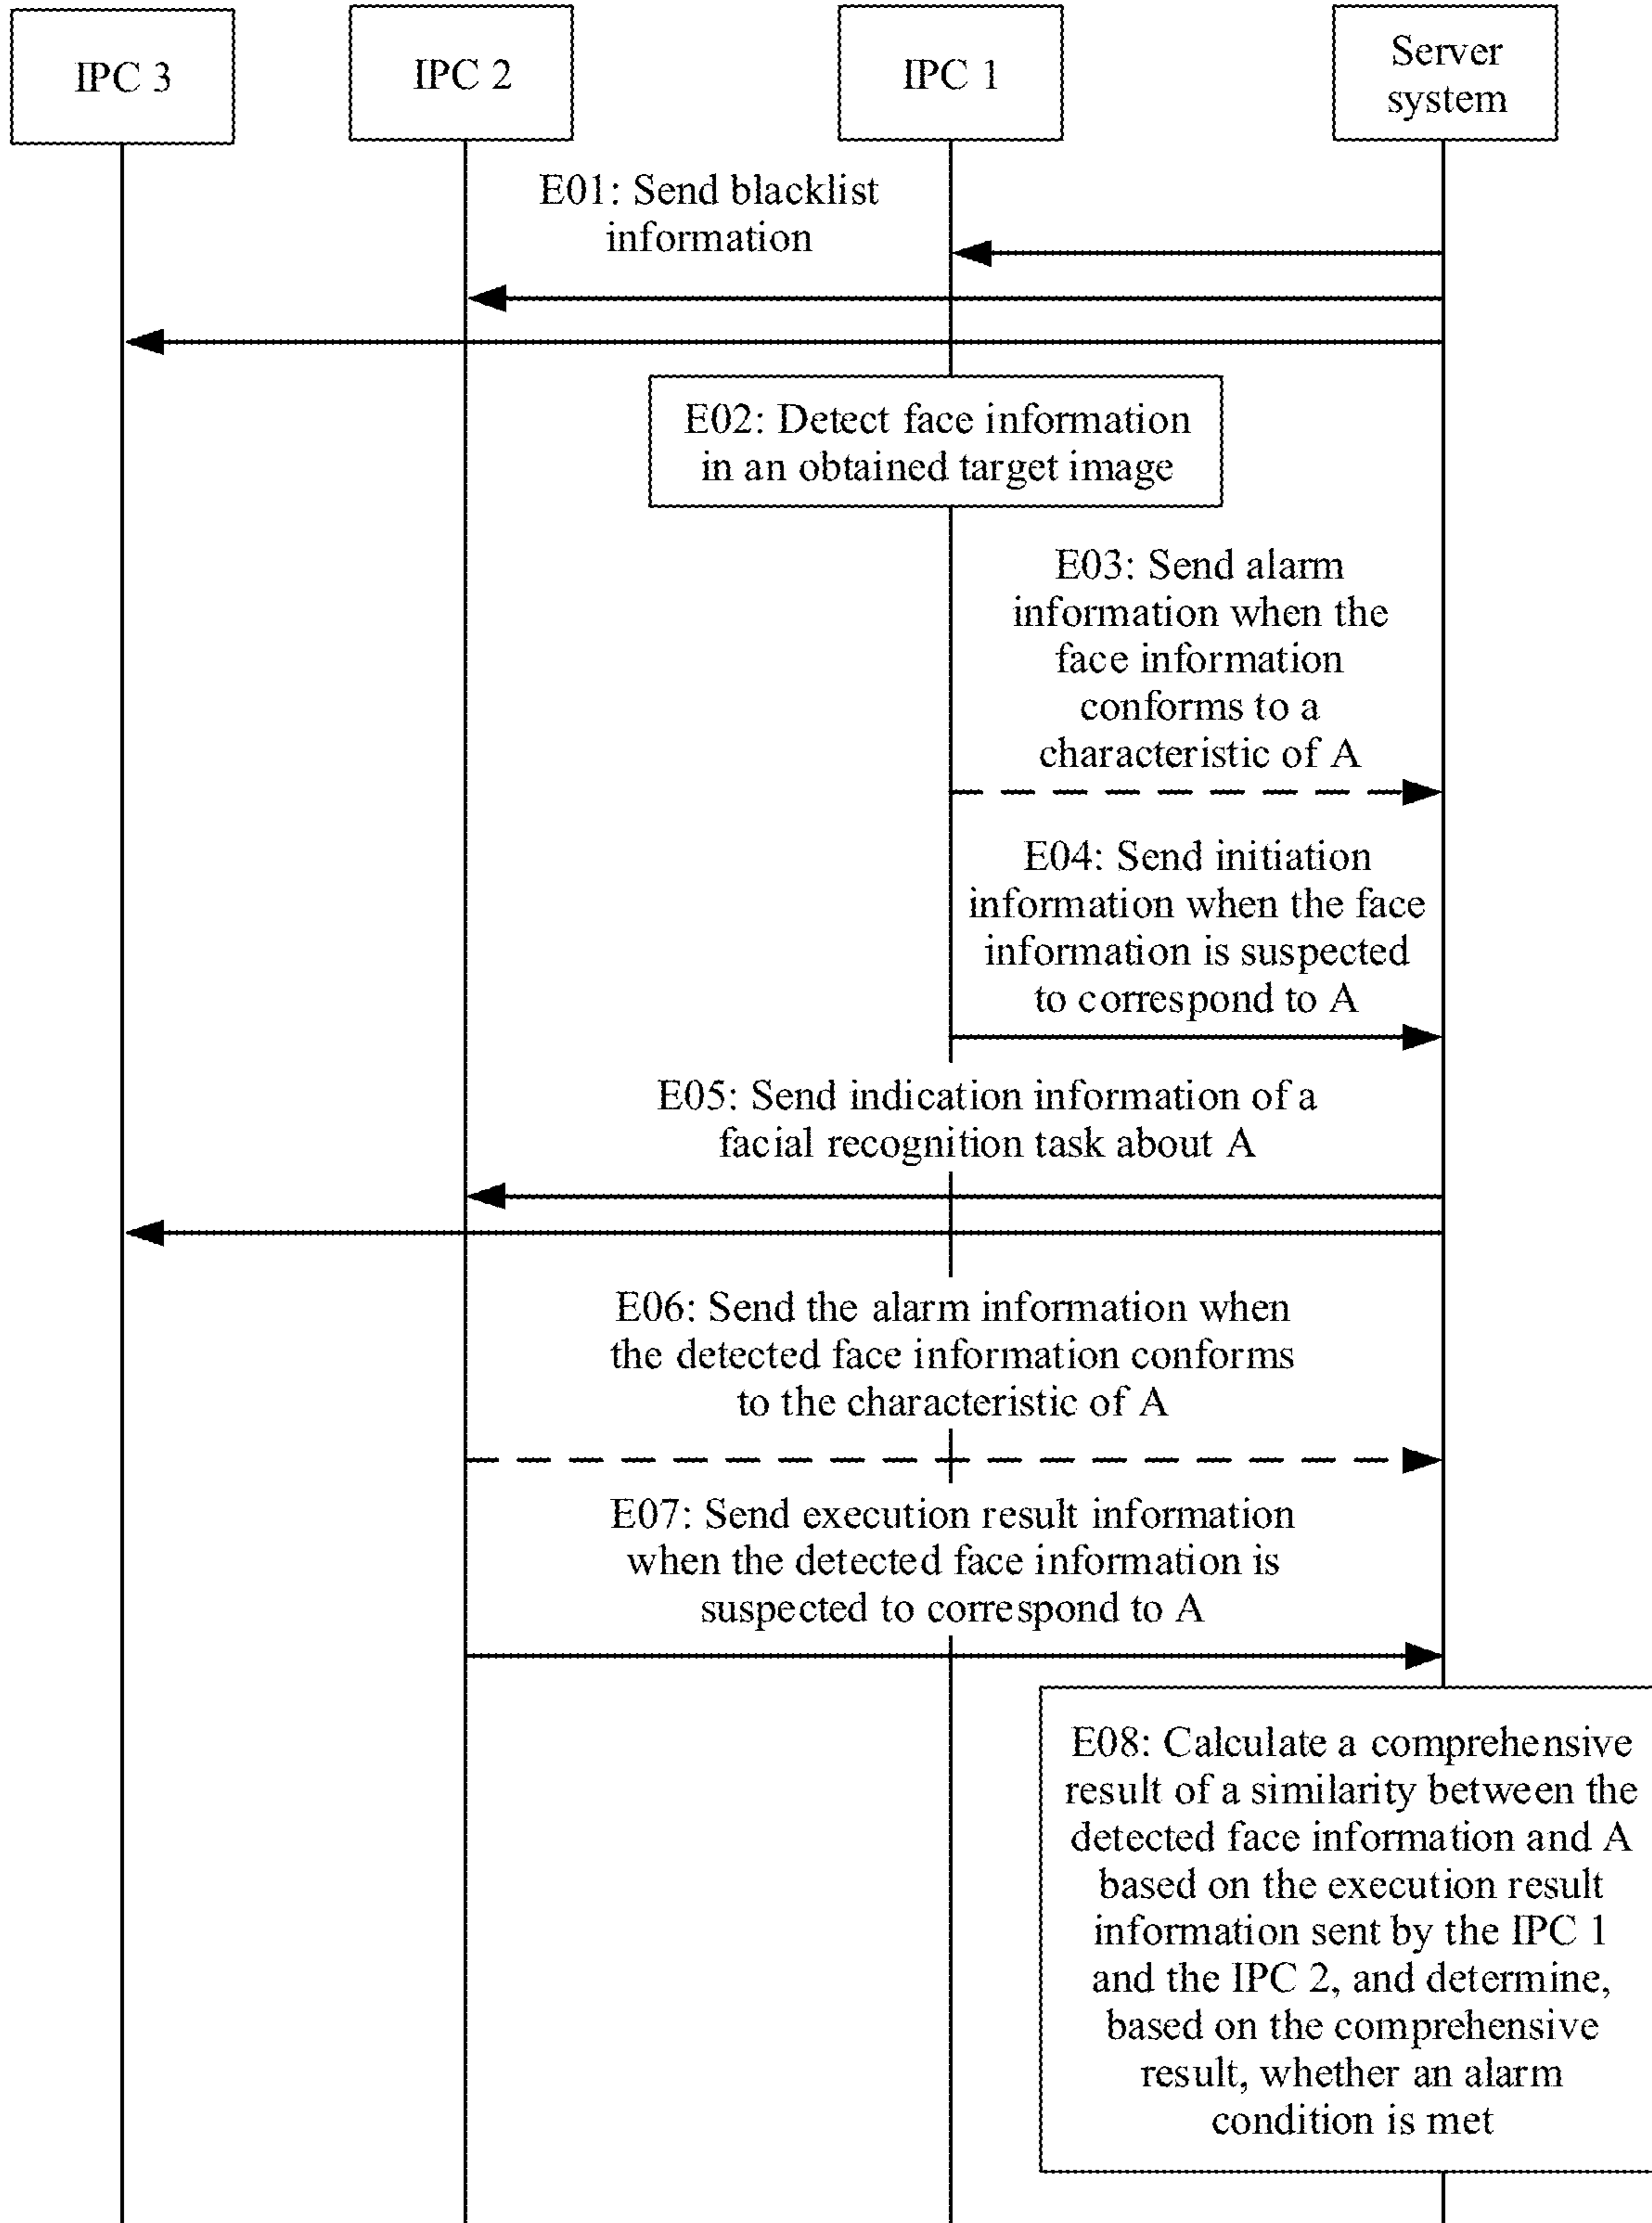 IPC 3
IPC 2
IPC 1
Server
system
E01: Send blacklist
information
E02: Detect face information
in an obtained target image
E03: Send alarm
information when the
face information
conforms to a
characteristic of A
E04: Send initiation
information when the face
information is suspected
to correspond to A
E05: Send indication information of a
facial recognition task about A
E06: Send the alarm information when
the detected face information conforms
to the characteristic of A
E07: Send execution result information
when the detected face information is
suspected to correspond to A
E08: Calculate a comprehensive
result of a similarity between the
detected face information and A
based on the execution result
information sent by the IPC 1
and the IPC 2, and determine,
based on the comprehensive
result, whether an alarm
condition is met